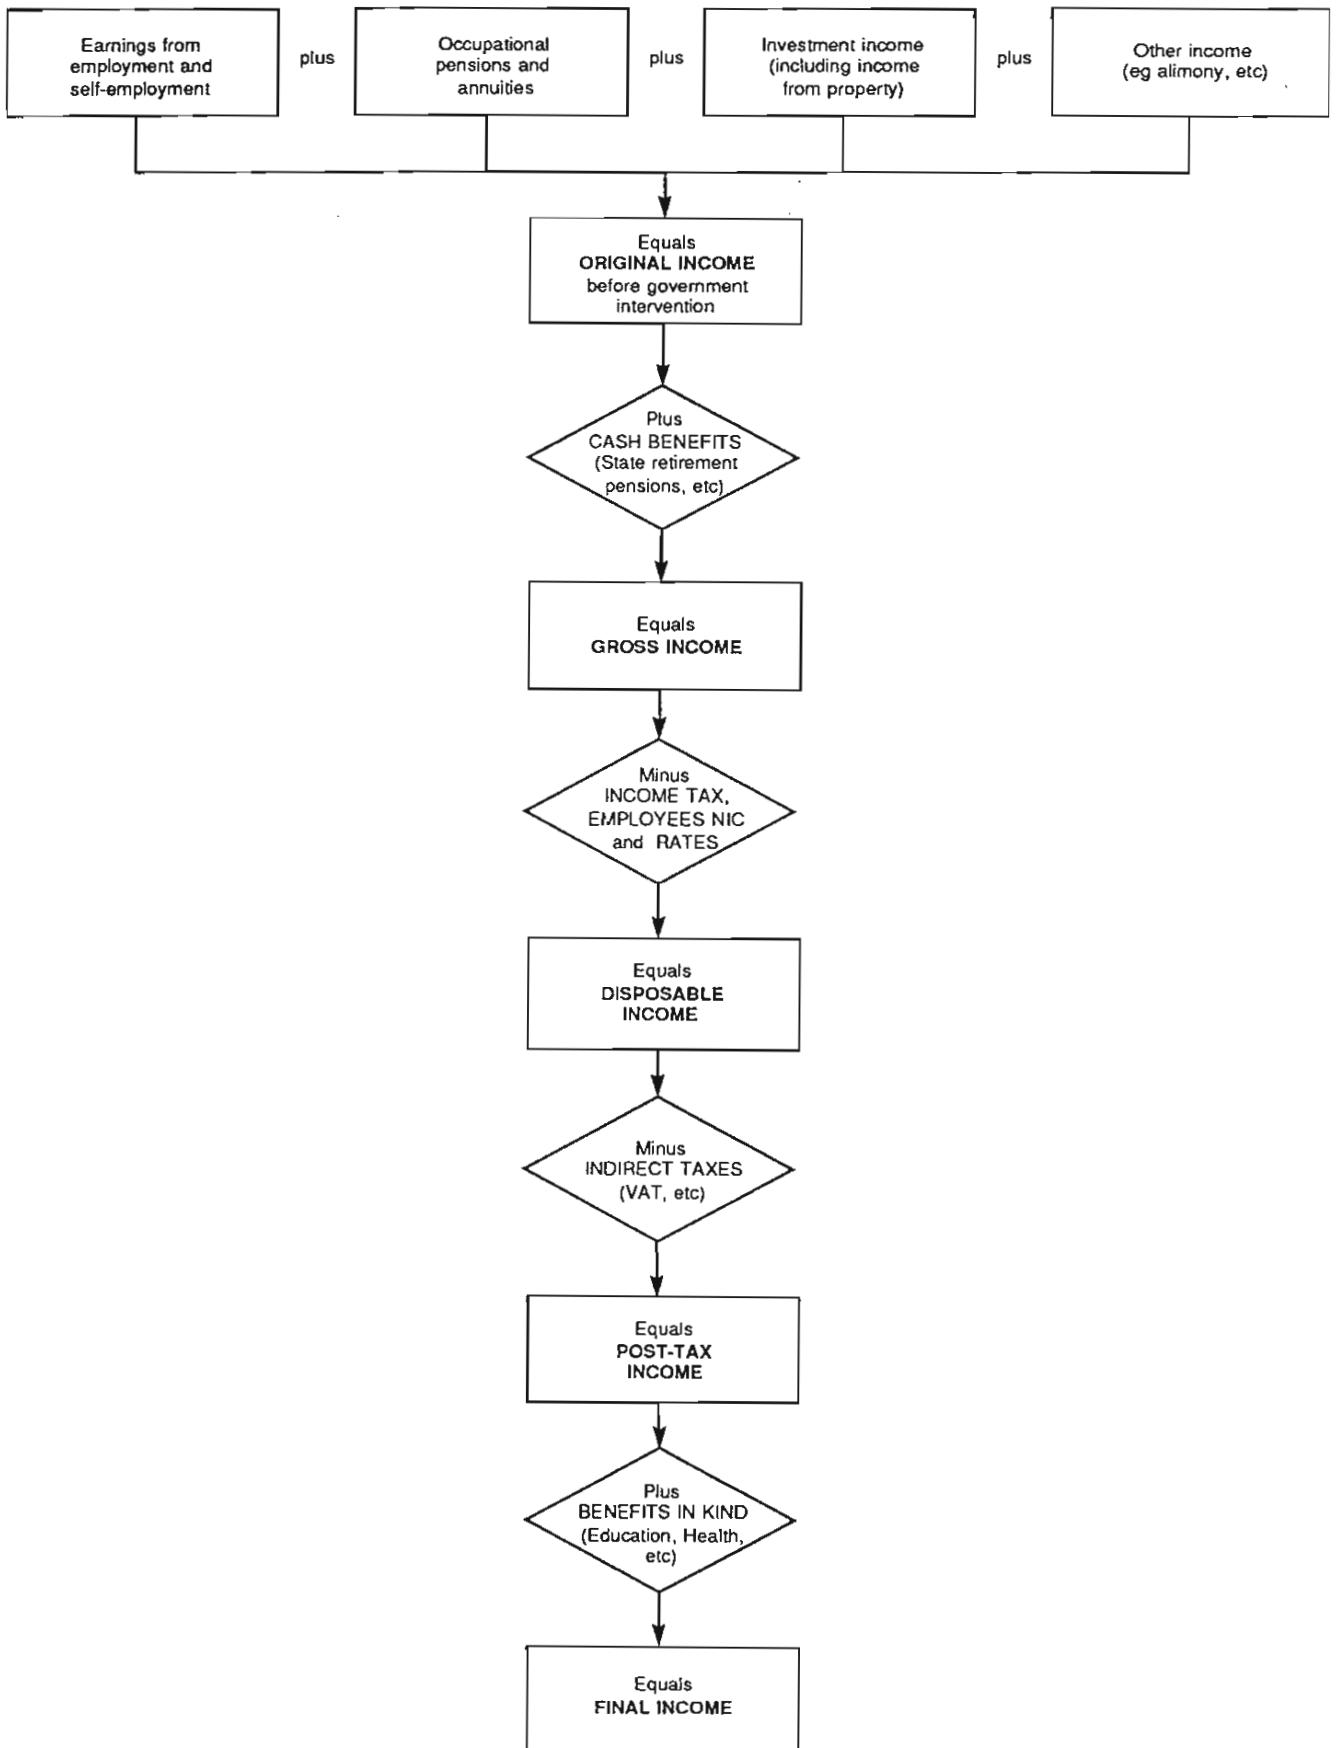 Earnings from
employment and
self-employment
plus
Occupational
pensions and
annuities
plus
Investment income
(including income
from property)
plus
Other income
(eg alimony, etc)
Equals
ORIGINAL INCOME
before government
intervention
Plus
CASH BENEFITS
(State retirement
pensions, etc)
Equals
GROSS INCOME
Minus
INCOME TAX,
EMPLOYEES NIC
and RATES
Equals
DISPOSABLE
INCOME
Minus
INDIRECT TAXES
(VAT, etc)
Equals
POST-TAX
INCOME
Plus
BENEFITS IN KIND
(Education, Health,
etc)
Equals
FINAL INCOME